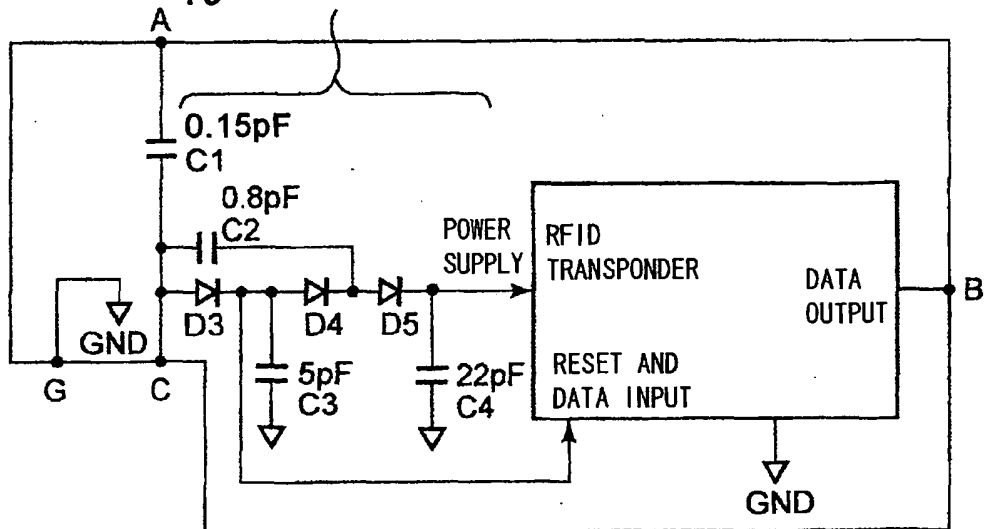 A
0.15pF
C1
0.8pF
C2
POWER
SUPPLY
RFID
TRANSPONDER
DATA
OUTPUT
B
D3
D4
D5
GND
G
C
5pF
C3
22pF
C4
RESET AND
DATA INPUT
GND